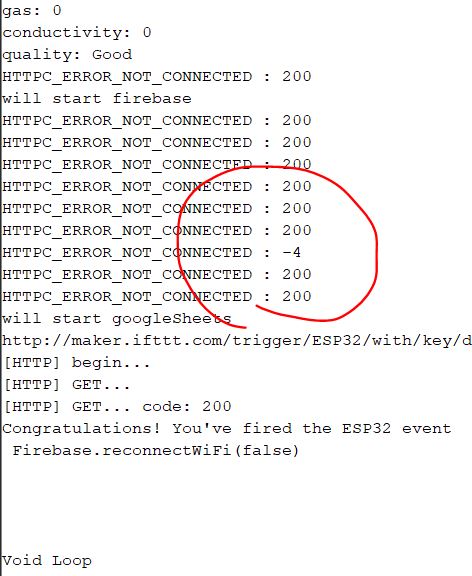 gas: 0
conductivity: 0
quality: Good
HTTPC_ERROR_NOT_CONNECTED : 200
will start firebase
HTTPC_ERROR_NOT_CONNECTED : 200
HTTPC_ERROR_NOT_CONNECTED : 200
HTTPC_ERROR_NOT_CONNECTED : 200
HTTPC_ERROR_NOT_CONNECTED : 200
HTTPC_ERROR_NOT_CONNECTED : 200
HTTPC_ERROR_NOT_CONNECTED : 200
HTTPC_ERROR_NOT_CONNECTED : -4
HTTPC_ERROR_NOT_CONNECTED : 200
HTTPC_ERROR_NOT_CONNECTED : 200
will start googleSheets
http://maker.ifttt.com/trigger/ESP32/with/key/d
[HTTP] begin...
[HTTP] GET...
[HTTP] GET... code: 200
Congratulations! You've fired the ESP32 event
Firebase.reconnectWiFi(false)
Void Loop